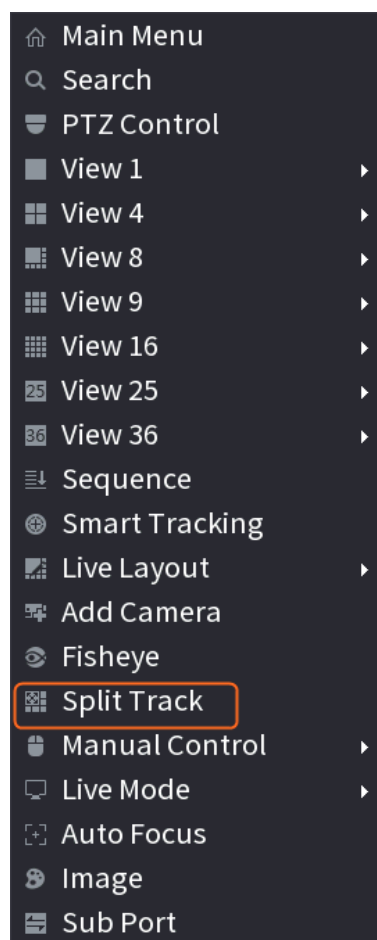 Main Menu
Search
PTZ Control
View 1
View 4
View 8
View 9
View 16
25 View 25
36 View 36
Sequence
Smart Tracking
Live Layout
Add Camera
Fisheye
Split Track
Manual Control
Live Mode
Auto Focus
Image
Sub Port